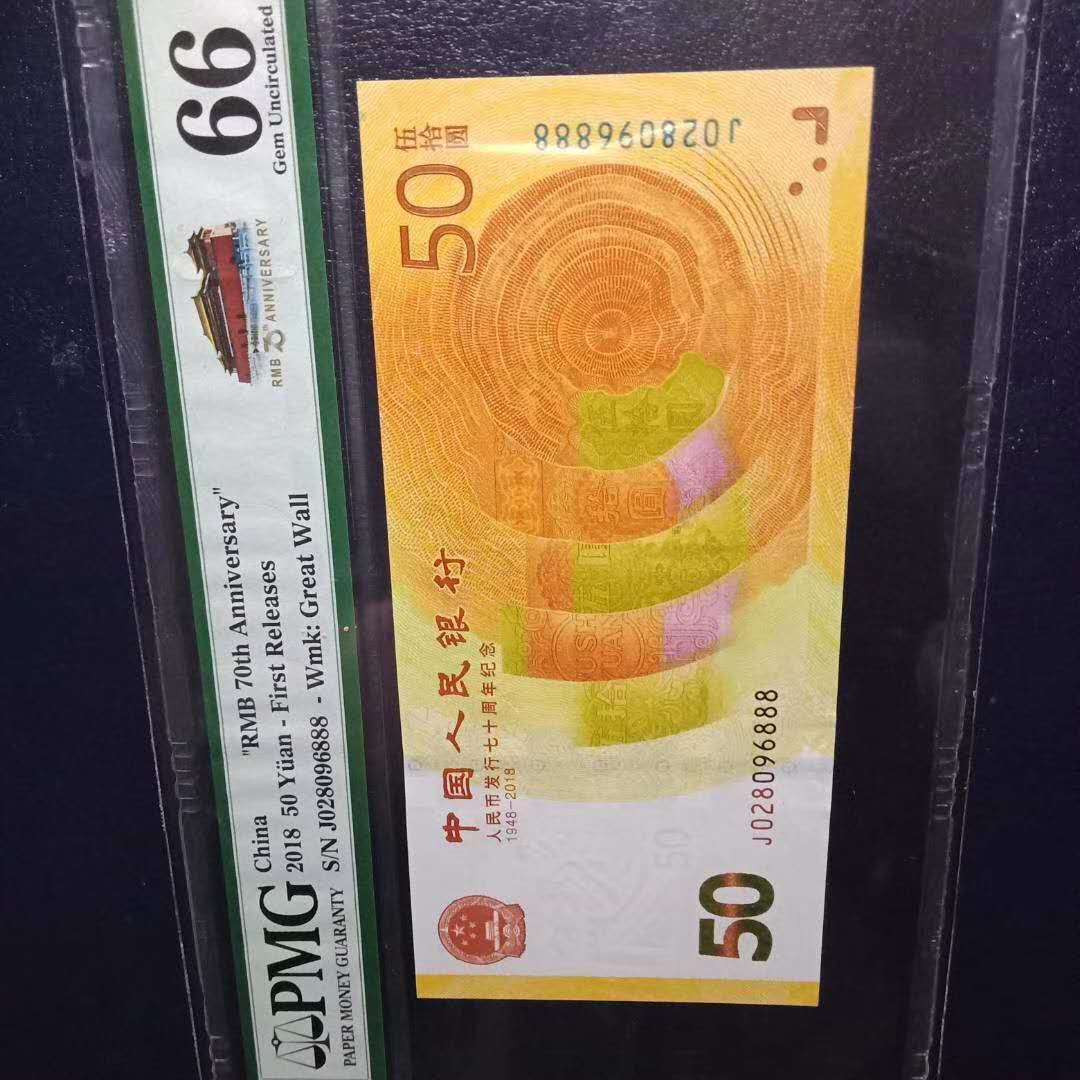 PMG
PAPER MONEY GUARANTY
China
"RMB 70th Anniversary"
2018 50 Yüan - First Releases
S/N J028096888 - Wmk: Great Wall
RMB 70th ANNIVERSARY
66
Gem Uncirculated
中国人民银行
人民币发行七十周年纪念
1948-2018
50
伍拾圆
J028096888
J028096888
50
50